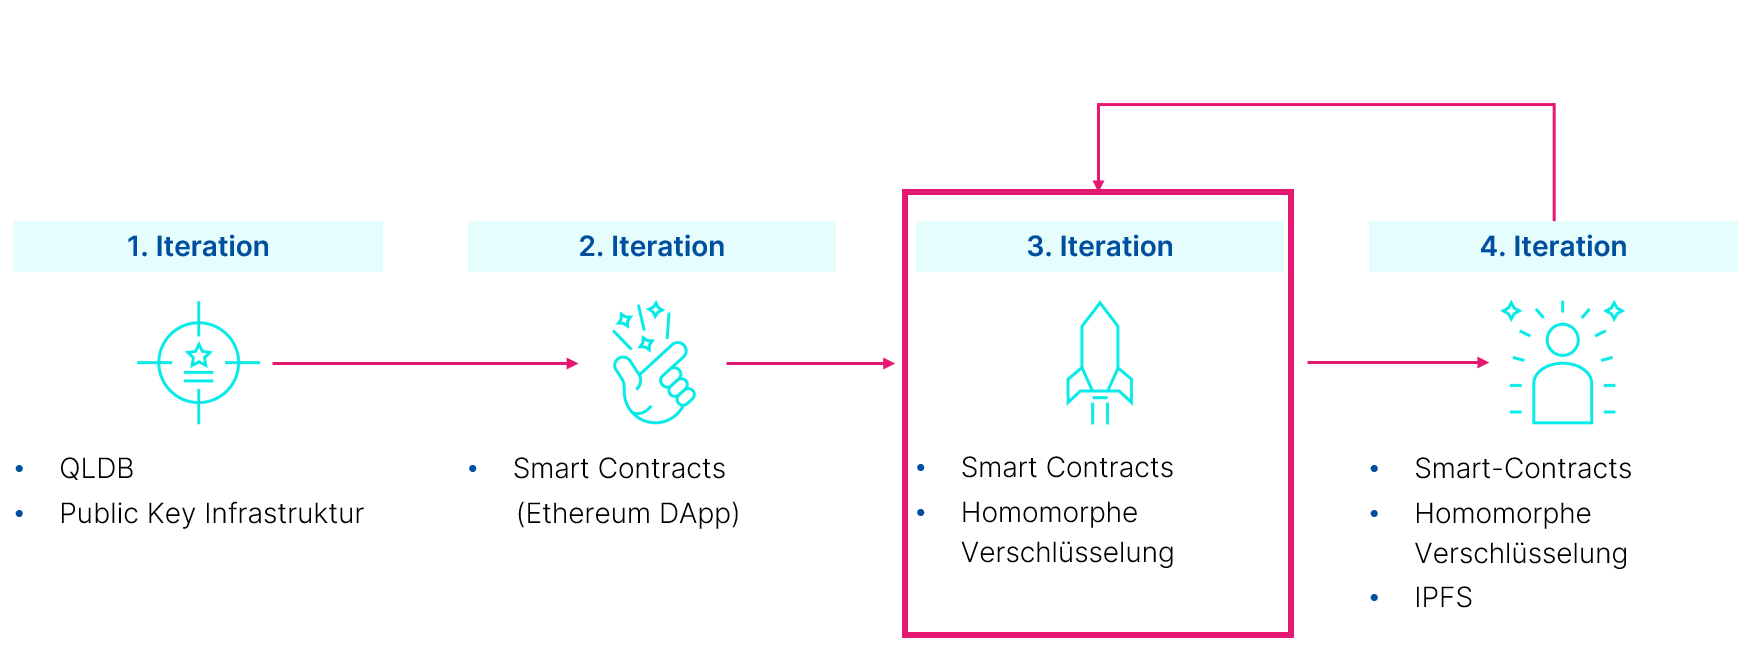 1. Iteration
• QLDB
• Public Key Infrastruktur
2. Iteration
• Smart Contracts
(Ethereum DApp)
3. Iteration
• Smart Contracts
• Homomorphe
Verschlüsselung
4. Iteration
• Smart-Contracts
• Homomorphe
Verschlüsselung
• IPFS